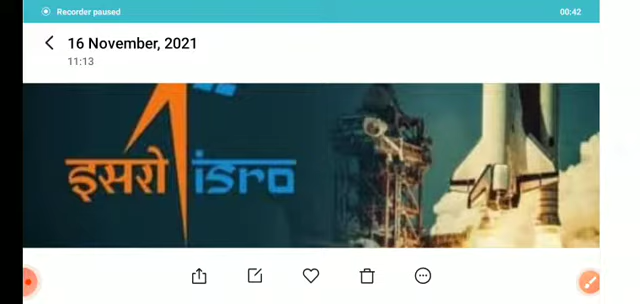 Recorder paused 00:42
16 November, 2021
11:13
इसरो isro